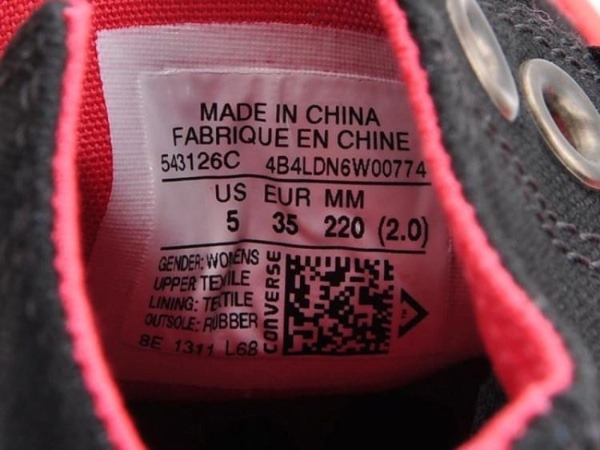 MADE IN CHINA
FABRIQUE EN CHINE
543126C 4B4LDN6W00774
US EUR MM
5 35 220 (2.0)
GENDER: WOMENS
UPPER: TEXTILE
LINING: TEXTILE
OUTSOLE: RUBBER
CONVERSE
8E 1311 L68